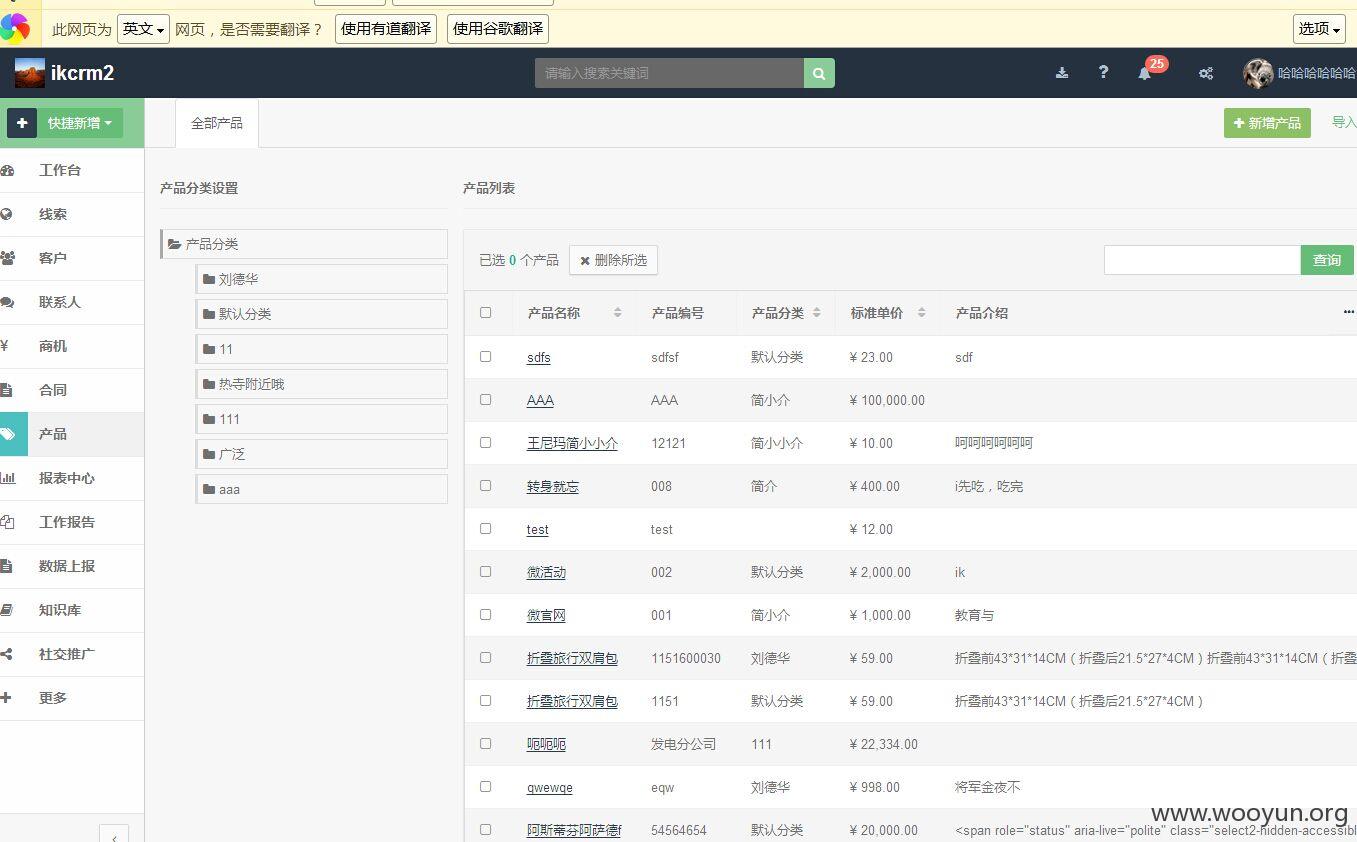 此网页为 英文 网页，是否需要翻译？ 使用有道翻译 使用谷歌翻译 选项
ikcrm2 请输入搜索关键词 ? 25 哈哈哈哈哈哈
快捷新增 全部产品 新增产品 导入
工作台
线索
客户
联系人
商机
合同
产品
报表中心
工作报告
数据上报
知识库
社交推广
更多
产品分类设置
产品分类
刘德华
默认分类
11
热寺附近哦
111
广泛
aaa
产品列表
已选 0 个产品 删除所选 查询
产品名称 产品编号 产品分类 标准单价 产品介绍 ...
sdfs sdfsf 默认分类 ¥ 23.00 sdf
AAA AAA 简小介 ¥ 100,000.00
王尼玛简小小介 12121 简小小介 ¥ 10.00 呵呵呵呵呵呵
转身就忘 008 简介 ¥ 400.00 i先吃，吃完
test test ¥ 12.00
微活动 002 默认分类 ¥ 2,000.00 ik
微官网 001 简小介 ¥ 1,000.00 教育与
折叠旅行双肩包 1151600030 刘德华 ¥ 59.00 折叠前43*31*14CM（折叠后21.5*27*4CM）折叠前43*31*14CM（折叠
折叠旅行双肩包 1151 默认分类 ¥ 59.00 折叠前43*31*14CM（折叠后21.5*27*4CM）
呃呃呃 发电分公司 111 ¥ 22,334.00
qwewqe eqw 刘德华 ¥ 998.00 将军金夜不
阿斯蒂芬阿萨德f 54564654 默认分类 ¥ 20,000.00 <span role="status" aria-live="polite" class="select2-hidden-accessibl
www.wooyun.org